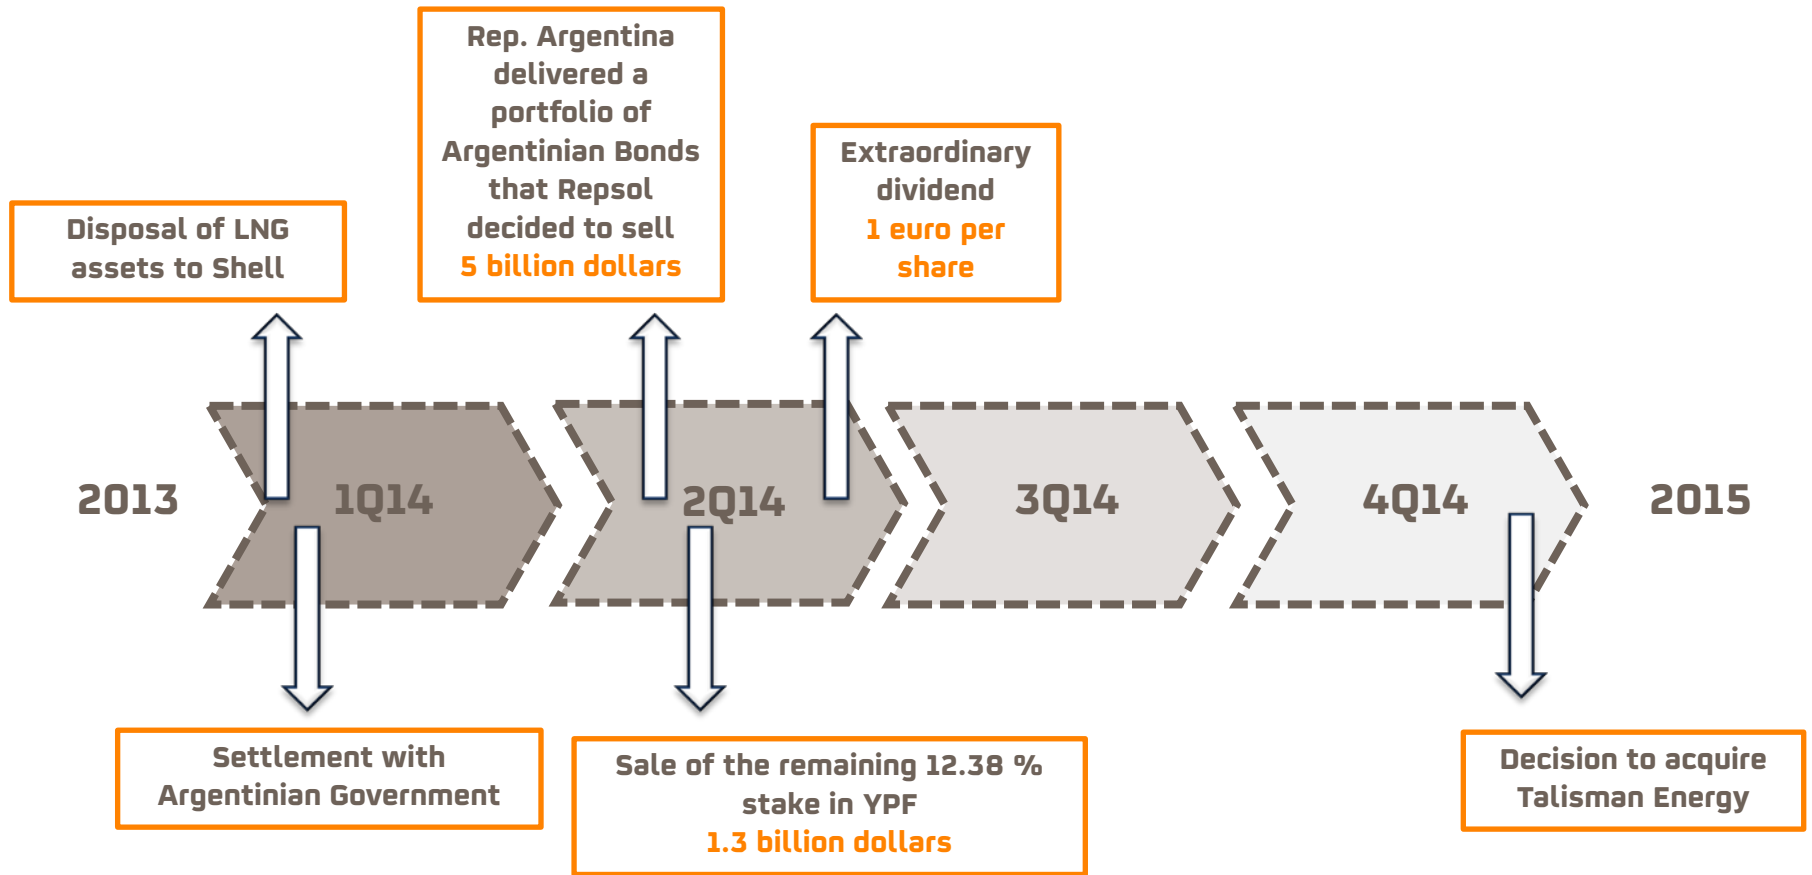 Rep. Argentina
delivered a
portfolio of
Argentinian Bonds
that Repsol
decided to sell
5 billion dollars
Extraordinary
dividend
1 euro per
share
Disposal of LNG
assets to Shell
2013
1Q14
2Q14
3Q14
4Q14
2015
Settlement with
Argentinian Government
Sale of the remaining 12.38 %
stake in YPF
1.3 billion dollars
Decision to acquire
Talisman Energy